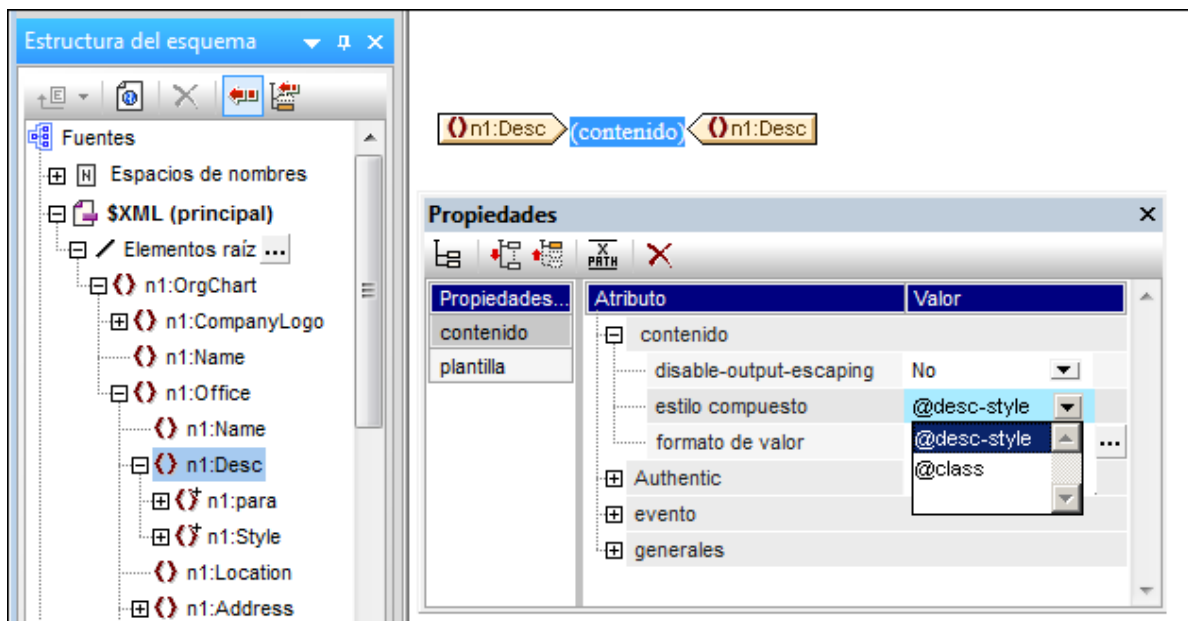 Estructura del esquema
Fuentes
Espacios de nombres
$XML (principal)
Elementos raíz ...
n1:OrgChart
n1:CompanyLogo
n1:Name
n1:Office
n1:Name
n1:Desc
n1:para
n1:Style
n1:Location
n1:Address
n1:Desc (contenido) n1:Desc
Propiedades
X PATH
Propiedades... Atributo Valor
contenido contenido
plantilla disable-output-escaping No
estilo compuesto @desc-style
@desc-style
formato de valor ...
@class
Authentic
evento
generales